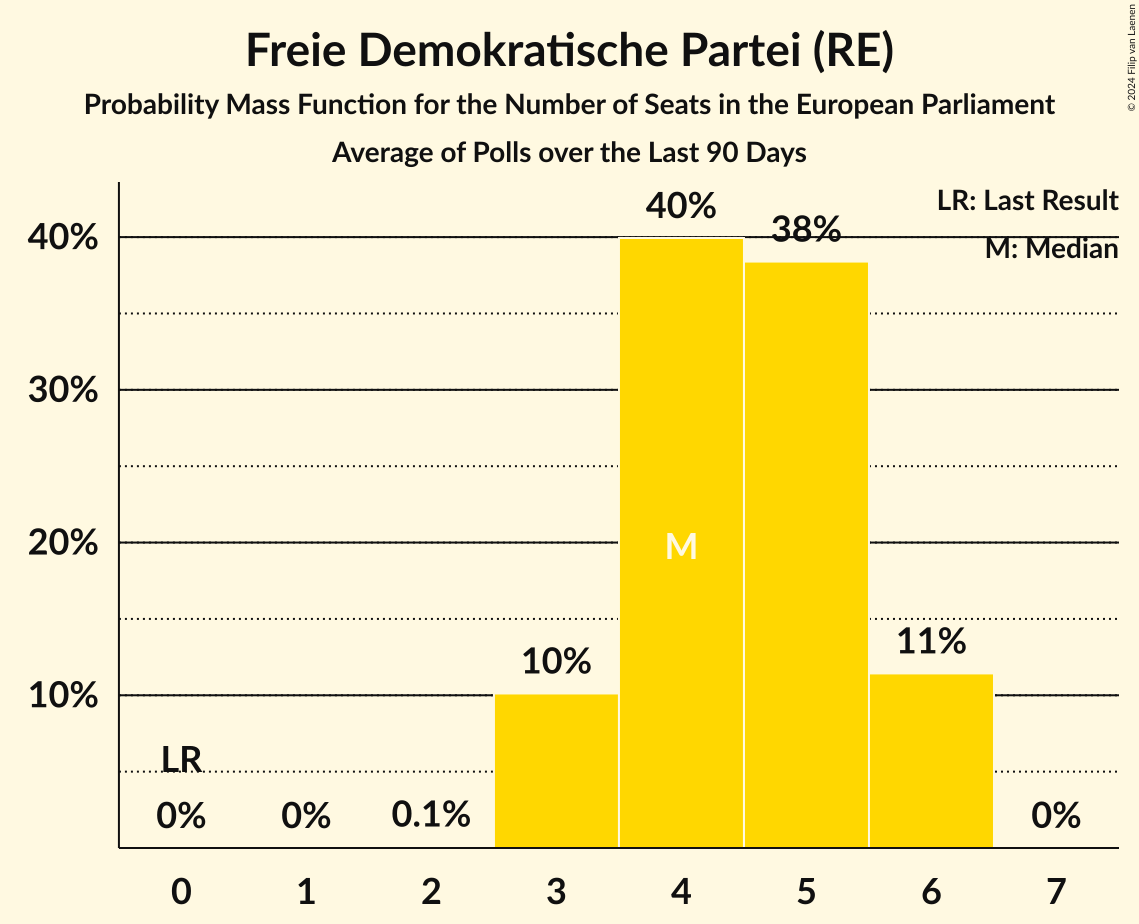 Freie Demokratische Partei (RE)
Probability Mass Function for the Number of Seats in the European Parliament
Average of Polls over the Last 90 Days
© 2024 Filip van Laenen
LR: Last Result
M: Median
40%
38%
40%
30%
20%
M
11%
10%
10%
LR
0%
0%
0.1%
0%
0 1 2 3 4 5 6 7